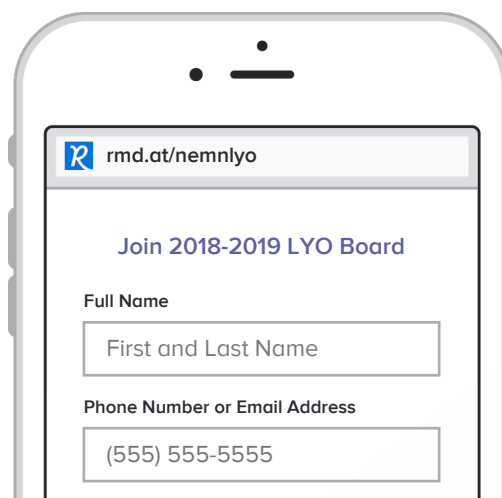 rmd.at/nemnlyo
Join 2018-2019 LYO Board
Full Name
First and Last Name
Phone Number or Email Address
(555) 555-5555